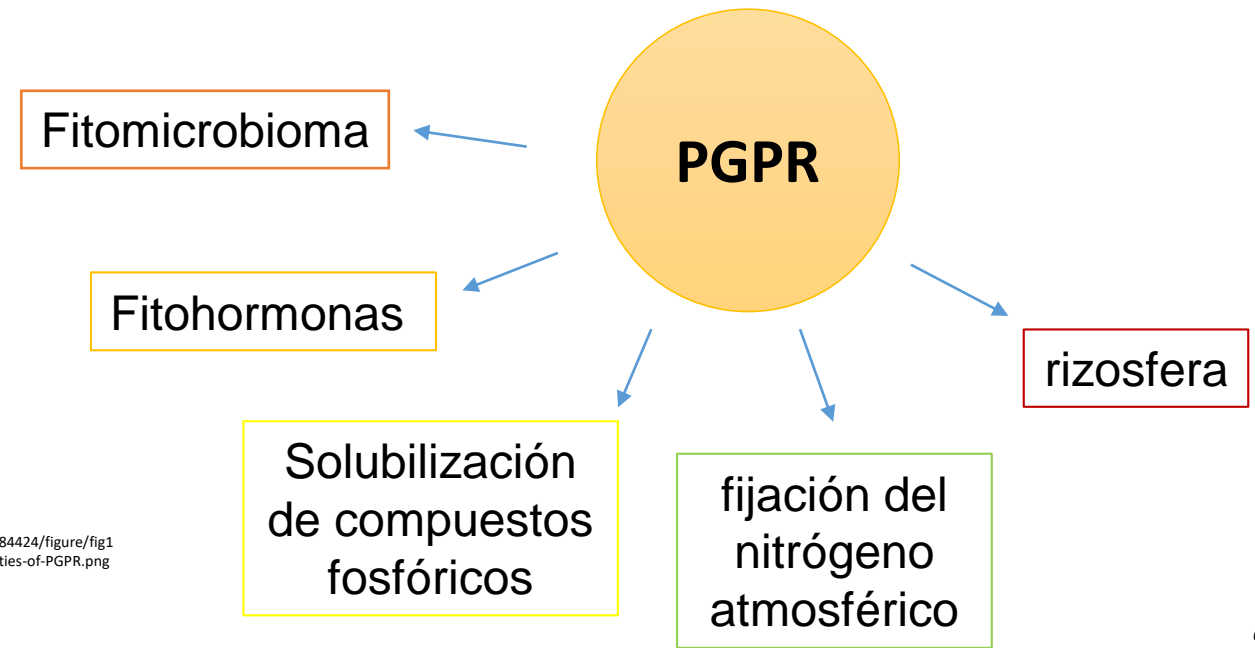 PGPR
Fitomicrobioma
Fitohormonas
Solubilización
de compuestos
fosfóricos
fijación del
nitrógeno
atmosférico
rizosfera
84424/figure/fig1
ties-of-PGPR.png